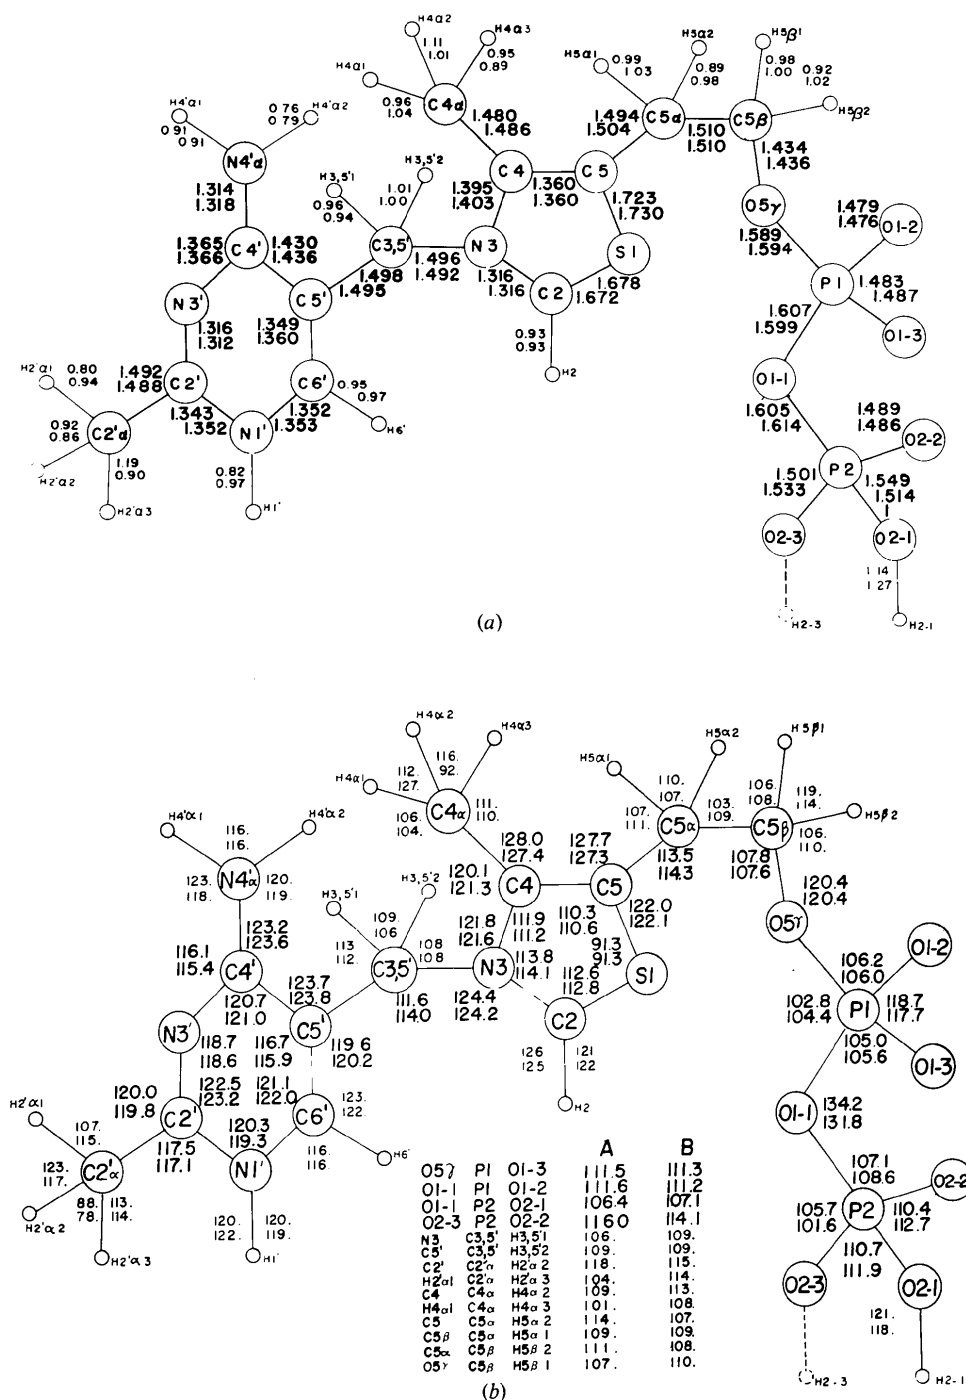 H4α2
H4α3
H4α1
1.11
1.01
0.95
0.89
0.96
1.04
C4α
H5α1
H5α2
0.99
1.03
0.89
0.98
H5β1
0.98
1.00
0.92
1.02
H5β2
C5α
C5β
1.494
1.504
1.510
1.510
1.480
1.486
H4'α1
H4'α2
0.76
0.79
0.91
0.91
N4'α
1.314
1.318
H3,5'1
H3,5'2
0.96
0.94
1.01
1.00
C4
C5
1.395
1.403
1.360
1.360
1.723
1.730
1.434
1.436
O5γ
1.479
1.476
O1-2
1.589
1.594
1.365
1.366
C4'
1.430
1.436
C3,5'
1.496
1.492
N3
S1
1.498
1.495
1.316
1.316
C2
1.678
1.672
P1
1.483
1.487
1.607
1.599
O1-3
N3'
C5'
1.316
1.312
1.349
1.360
0.93
0.93
H2
O1-1
H2'α1
0.80
0.94
1.492
1.488
C2'
C6'
0.95
0.97
H6'
1.343
1.352
N1'
1.352
1.353
1.605
1.614
1.489
1.486
O2-2
0.92
0.86
C2'α
H2'α2
1.19
0.90
H2'α3
0.82
0.97
H1'
P2
1.501
1.533
1.549
1.514
O2-3
O2-1
1.14
1.27
H2-3
H2-1
(a)
H4α2
H4α3
H4α1
112.
127.
116.
92.
106.
104.
C4α
111.
110.
H5α1
H5α2
110.
107.
107.
111.
C5α
103.
109.
H5β1
106.
108.
119.
114.
C5β
H5β2
106.
110.
H4'α1
H4'α2
116.
116.
N4'α
123.
118.
120.
119.
120.1
121.3
128.0
127.4
C4
127.7
127.3
C5
113.5
114.3
107.8
107.6
120.4
120.4
O5γ
H3,5'1
H3,5'2
109.
106
113
112.
108
108
C3,5'
121.8
121.6
111.9
111.2
110.3
110.6
122.0
122.1
123.2
123.6
116.1
115.4
C4'
120.7
121.0
123.7
123.8
111.6
114.0
N3
113.8
114.1
124.4
124.2
112.6
112.8
91.3
91.3
S1
C2
O1-2
106.2
106.0
102.8
104.4
P1
118.7
117.7
105.0
105.6
O1-3
N3'
118.7
118.6
C5'
116.7
115.9
119.6
120.2
126
125
121
122
H2
122.5
123.2
121.1
122.0
120.0
119.8
C2'
C6'
123.
122.
O1-1
134.2
131.8
H2'α1
107.
115.
117.5
117.1
120.3
119.3
N1'
116.
116.
H6'
123.
117.
C2'α
H2'α2
88.
78.
113.
114.
H2'α3
120.
122.
120.
119.
H1'
107.1
108.6
O2-2
105.7
101.6
P2
110.4
112.7
110.7
111.9
O2-3
O2-1
121.
118.
H2-3
H2-1
A B
O5γ P1 O1-3 111.5 111.3
O1-1 P1 O1-2 111.6 111.2
O1-1 P2 O2-1 106.4 107.1
O2-3 P2 O2-2 116.0 114.1
N3 C3,5' H3,5'1 106. 109.
C5' C3,5' H3,5'2 109. 109.
C2' C2'α H2'α2 118. 115.
H2'α1 C2'α H2'α3 104. 114.
C4 C4α H4α2 109. 113.
H4α1 C4α H4α3 101. 108.
C5 C5α H5α2 114. 107.
C5β C5α H5α1 109. 109.
C5α C5β H5β2 111. 108.
O5γ C5β H5β1 107. 110.
(b)